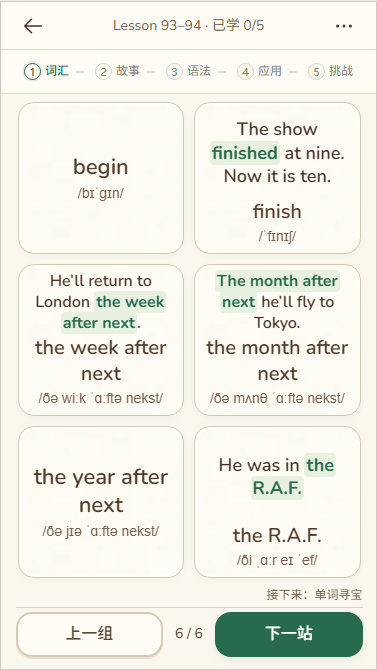 Lesson 93–94 · 已学 0/5
1 词汇 – 2 故事 – 3 语法 – 4 应用 – 5 挑战
begin
/bɪˈɡɪn/
The show
finished at nine.
Now it is ten.
finish
/ˈfɪnɪʃ/
He’ll return to
London the week
after next.
the week after
next
/ðə wiːk ˈɑːftə nekst/
The month after
next he’ll fly to
Tokyo.
the month after
next
/ðə mʌnθ ˈɑːftə nekst/
the year after
next
/ðə jɪə ˈɑːftə nekst/
He was in the
R.A.F.
the R.A.F.
/ði ˌɑːr eɪ ˈef/
接下来：单词寻宝
上一组
6 / 6
下一站